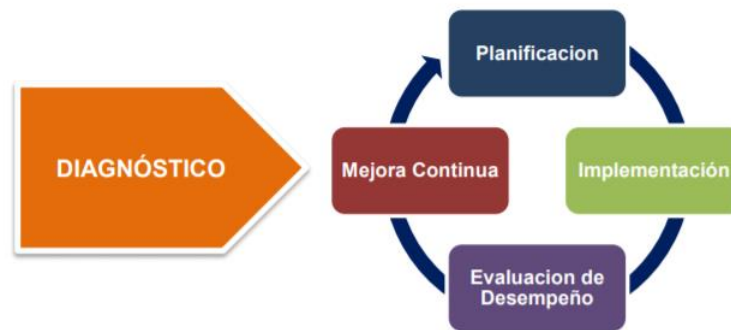 Planificacion
DIAGNÓSTICO
Mejora Continua
Implementación
Evaluacion de
Desempeño